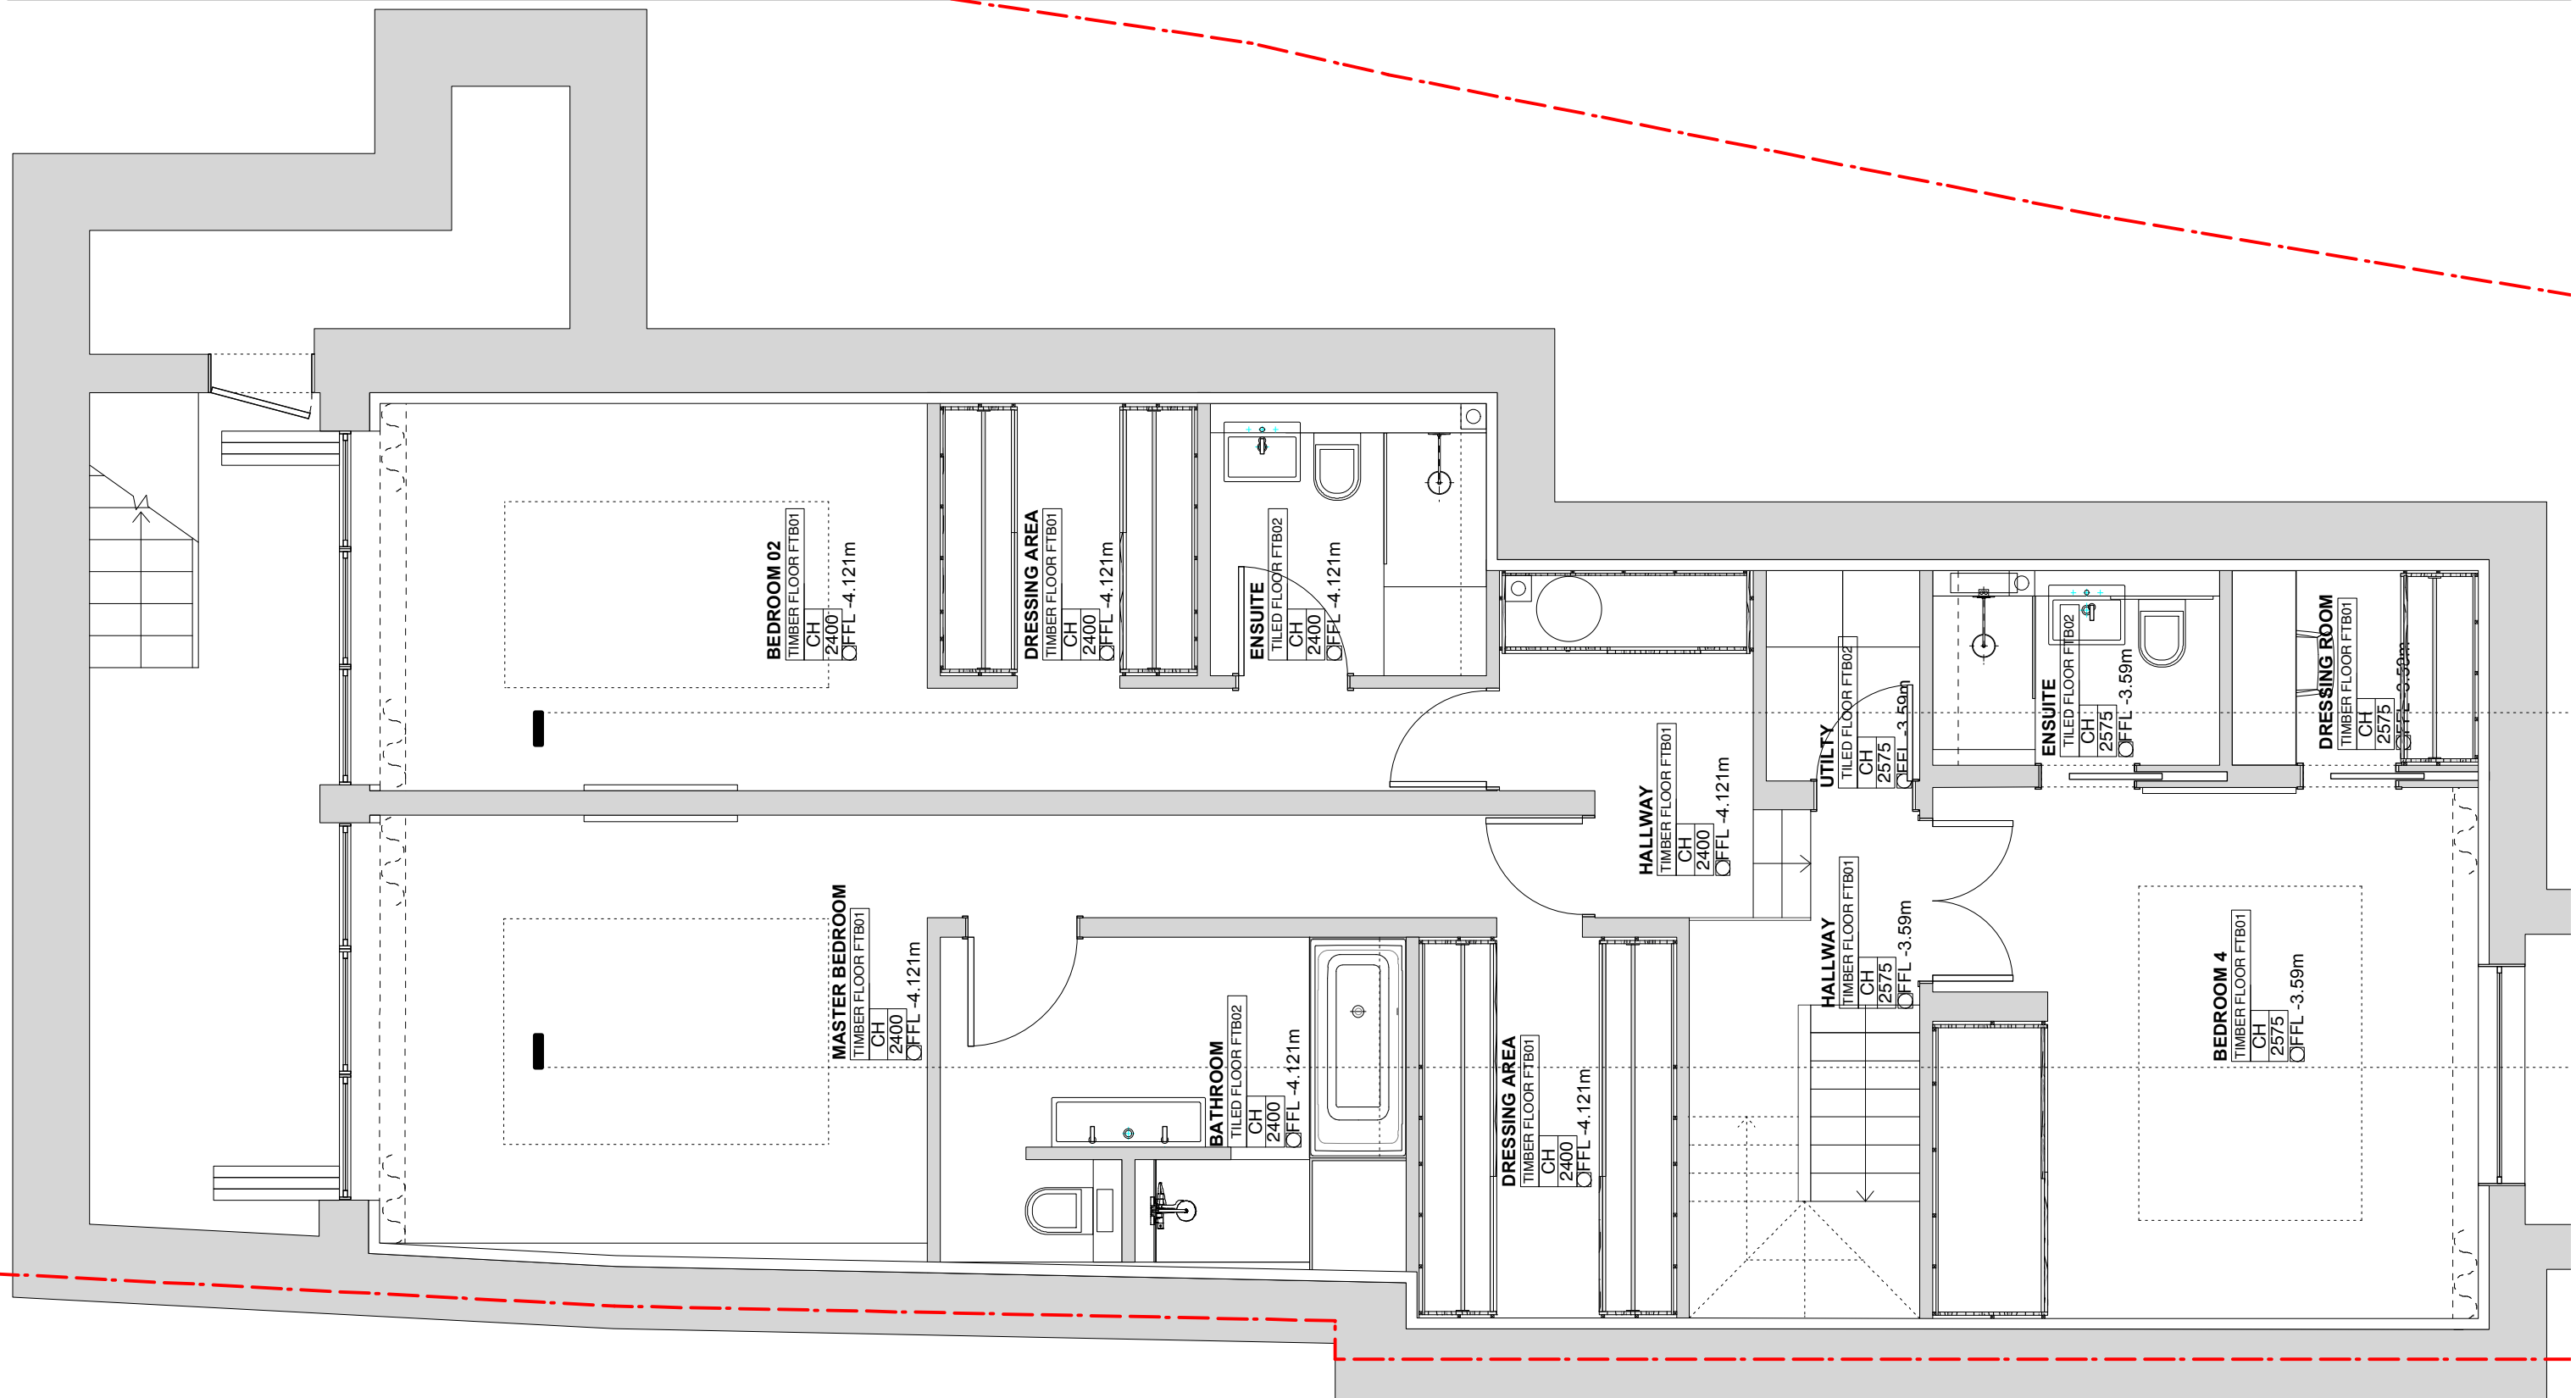 BEDROOM 02
TIMBER FLOOR FTB01
CH
2400
FFL -4.121m
DRESSING AREA
TIMBER FLOOR FTB01
CH
2400
FFL -4.121m
ENSUITE
TILED FLOOR FTB02
CH
2400
FFL -4.121m
MASTER BEDROOM
TIMBER FLOOR FTB01
CH
2400
FFL -4.121m
BATHROOM
TILED FLOOR FTB02
CH
2400
FFL -4.121m
DRESSING AREA
TIMBER FLOOR FTB01
CH
2400
FFL -4.121m
HALLWAY
TIMBER FLOOR FTB01
CH
2400
FFL -4.121m
UTILTY
TILED FLOOR FTB02
CH
2575
FFL -3.59m
HALLWAY
TIMBER FLOOR FTB01
CH
2575
FFL -3.59m
ENSUITE
TILED FLOOR FTB02
CH
2575
FFL -3.59m
DRESSING ROOM
TIMBER FLOOR FTB01
CH
2575
FFL -3.59m
BEDROOM 4
TIMBER FLOOR FTB01
CH
2575
FFL -3.59m